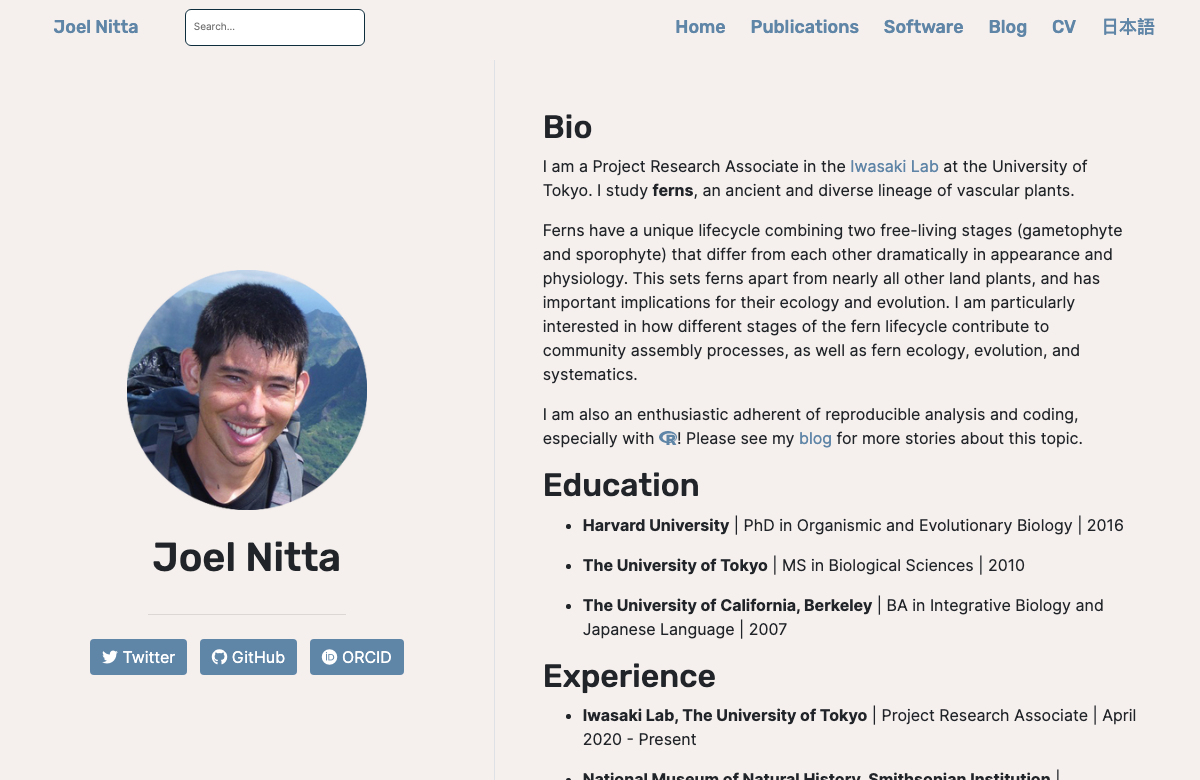 Joel Nitta
Search...
Home
Publications
Software
Blog
CV
日本語
Joel Nitta
Twitter
GitHub
ORCID
Bio
I am a Project Research Associate in the Iwasaki Lab at the University of
Tokyo. I study ferns, an ancient and diverse lineage of vascular plants.
Ferns have a unique lifecycle combining two free-living stages (gametophyte
and sporophyte) that differ from each other dramatically in appearance and
physiology. This sets ferns apart from nearly all other land plants, and has
important implications for their ecology and evolution. I am particularly
interested in how different stages of the fern lifecycle contribute to
community assembly processes, as well as fern ecology, evolution, and
systematics.
I am also an enthusiastic adherent of reproducible analysis and coding,
especially with R! Please see my blog for more stories about this topic.
Education
• Harvard University | PhD in Organismic and Evolutionary Biology | 2016
• The University of Tokyo | MS in Biological Sciences | 2010
• The University of California, Berkeley | BA in Integrative Biology and
Japanese Language | 2007
Experience
• Iwasaki Lab, The University of Tokyo | Project Research Associate | April
2020 - Present
• National Museum of Natural History, Smithsonian Institution |